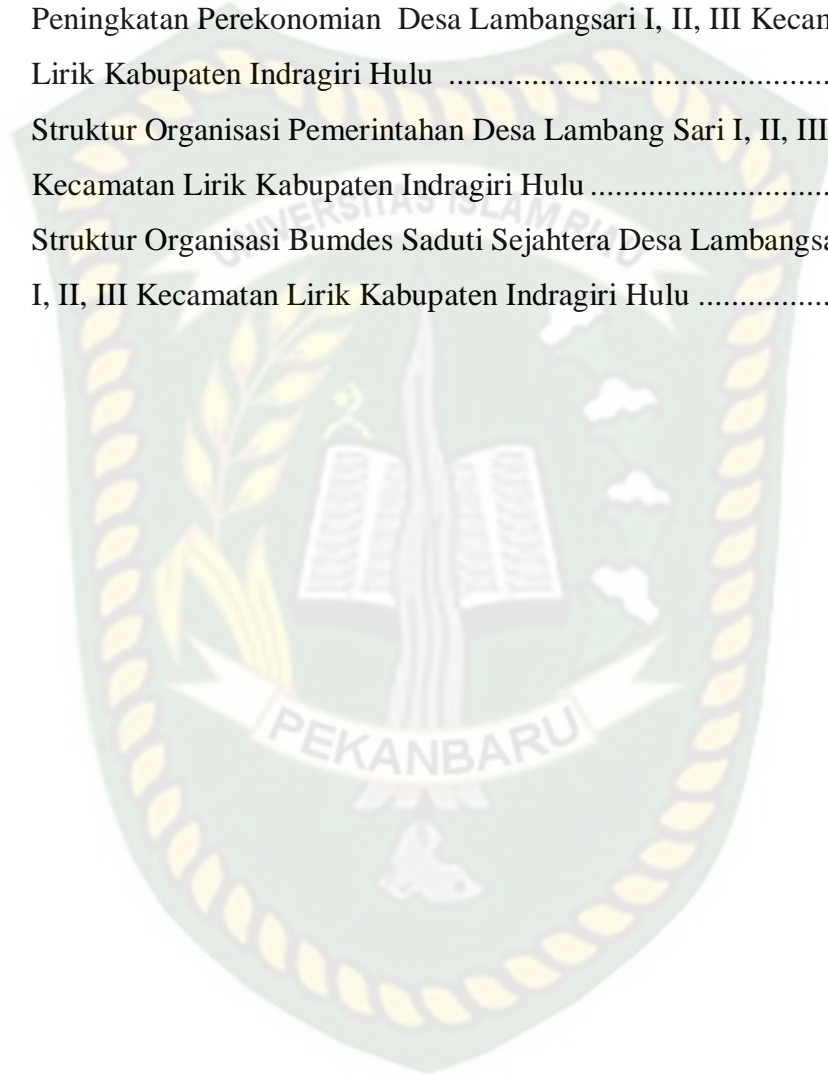 Peningkatan Perekonomian Desa Lambangsari I, II, III
Lirik Kabupaten Indragiri Hulu ..............................................
Struktur Organisasi Pemerintahan Desa Lambang Sari I, II, III
Kecamatan Lirik Kabupaten Indragiri Hulu .............................
Struktur Organisasi Bumdes Saduti Sejahtera Desa
I, II, III Kecamatan Lirik Kabupaten Indragiri Hulu ................
UNIVERSITAS ISLAM RIAU
PEKANBARU